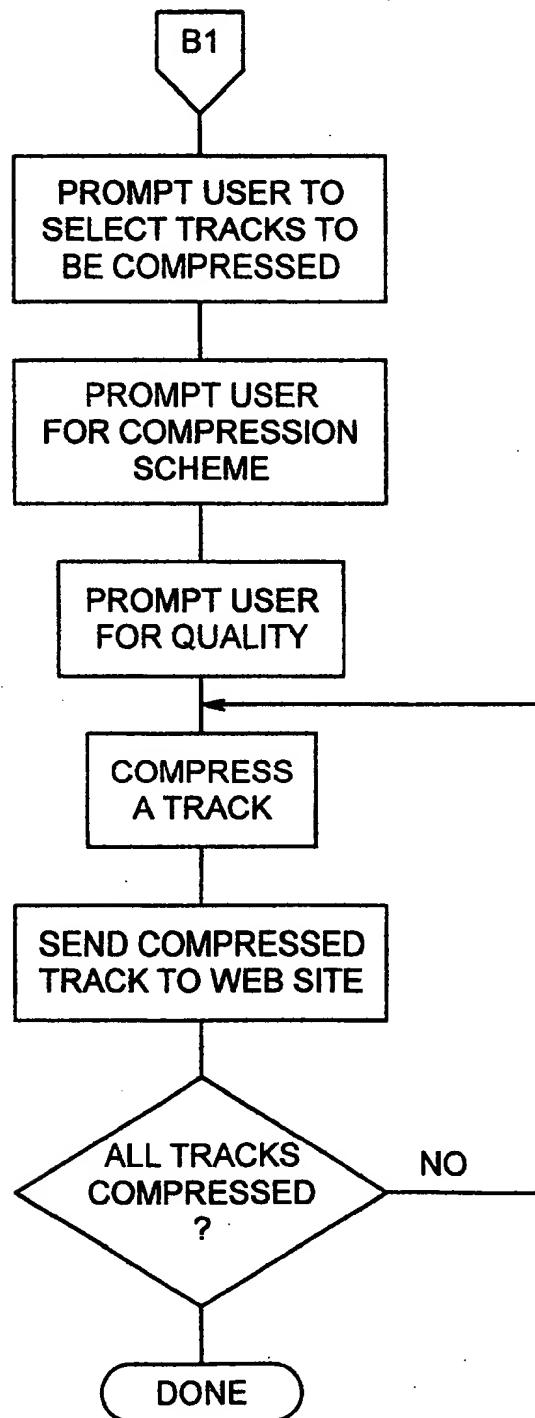 B1
PROMPT USER TO
SELECT TRACKS TO
BE COMPRESSED
PROMPT USER
FOR COMPRESSION
SCHEME
PROMPT USER
FOR QUALITY
COMPRESS
A TRACK
SEND COMPRESSED
TRACK TO WEB SITE
ALL TRACKS
COMPRESSED
?
NO
DONE